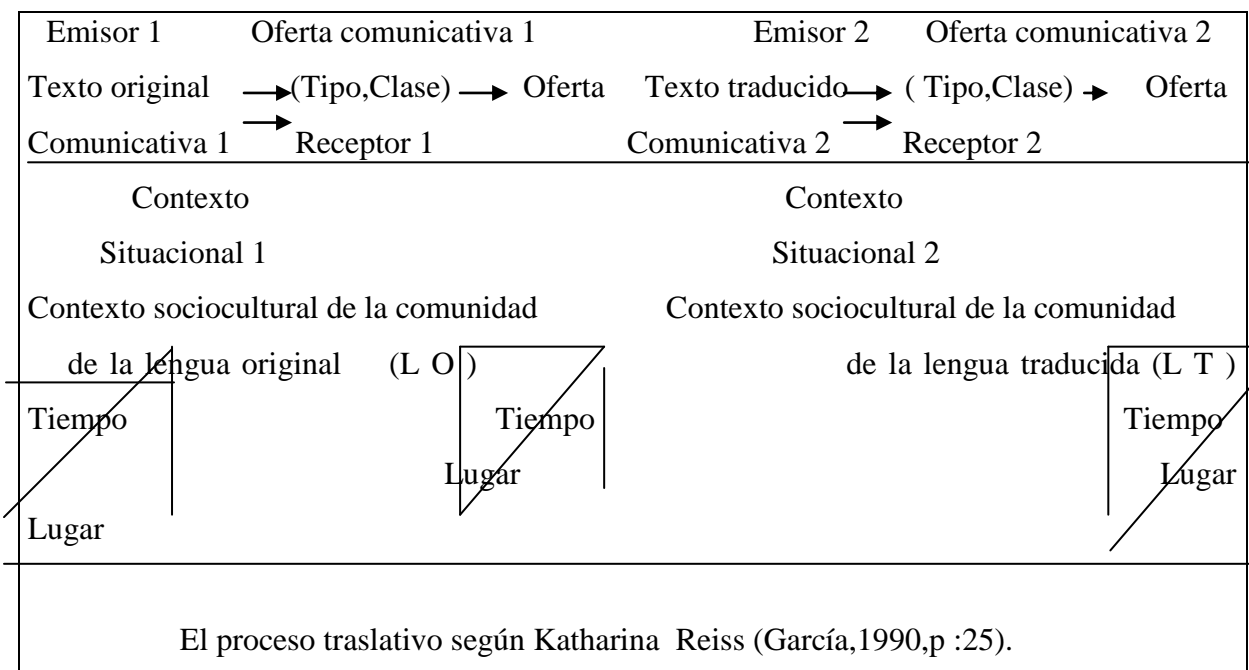 Emisor 1 Oferta comunicativa 1 Emisor 2 Oferta comunicativa 2
Texto original (Tipo,Clase) Oferta Texto traducido ( Tipo,Clase) Oferta
Comunicativa 1 Receptor 1 Comunicativa 2 Receptor 2
Contexto Contexto
Situacional 1 Situacional 2
Contexto sociocultural de la comunidad Contexto sociocultural de la comunidad
de la lengua original (L O ) de la lengua traducida (L T )
Tiempo Tiempo Tiempo
Lugar Lugar
Lugar
El proceso traslativo según Katharina Reiss (García,1990,p :25).